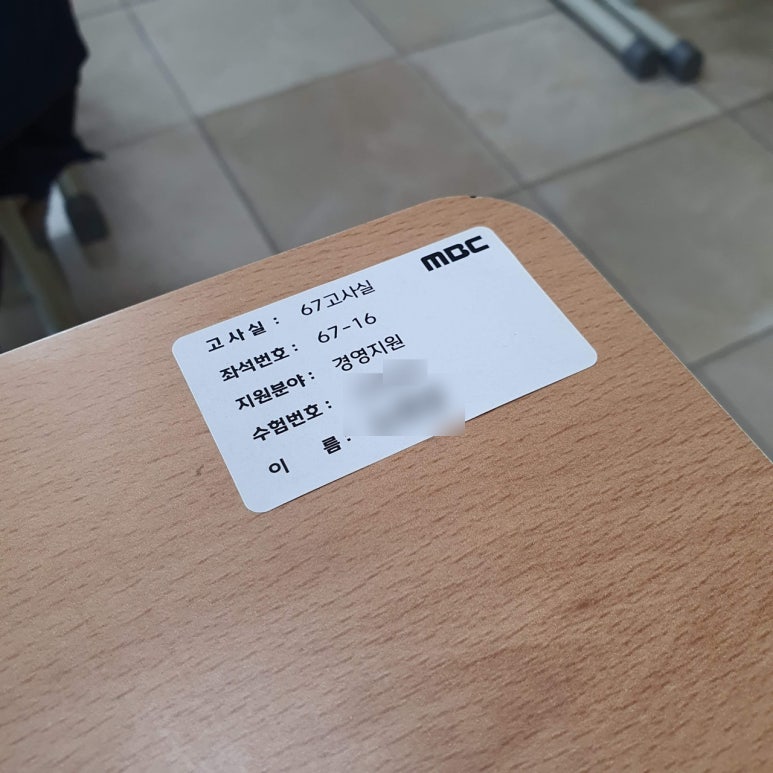 MBC
고사실 : 67고사실
좌석번호 : 67-16
지원분야 : 경영지원
수험번호 :
이 름 :